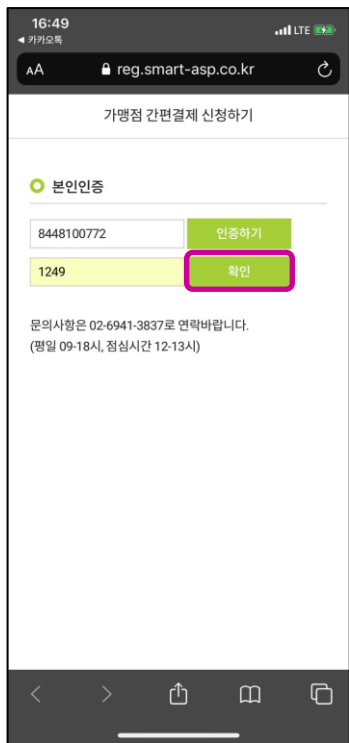 16:49
LTE
◀ 카카오톡
AA
reg.smart-asp.co.kr
가맹점 간편결제 신청하기
본인인증
8448100772
인증하기
1249
확인
문의사항은 02-6941-3837로 연락바랍니다.
(평일 09-18시, 점심시간 12-13시)